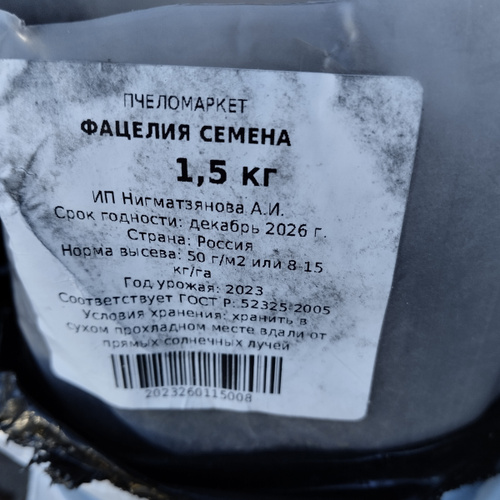 ПЧЕЛОМАРКЕТ
ФАЦЕЛИЯ СЕМЕНА
1,5 кг
ИП Нигматзянова А.И.
Срок годности: декабрь 2026 г.
Страна: Россия
Норма высева: 50 г/м2 или 8-15
кг/га
Год урожая: 2023
Соответствует ГОСТ Р: 52325-2005
Условия хранения: хранить в
сухом прохладном месте вдали от
прямых солнечных лучей
2023260115008